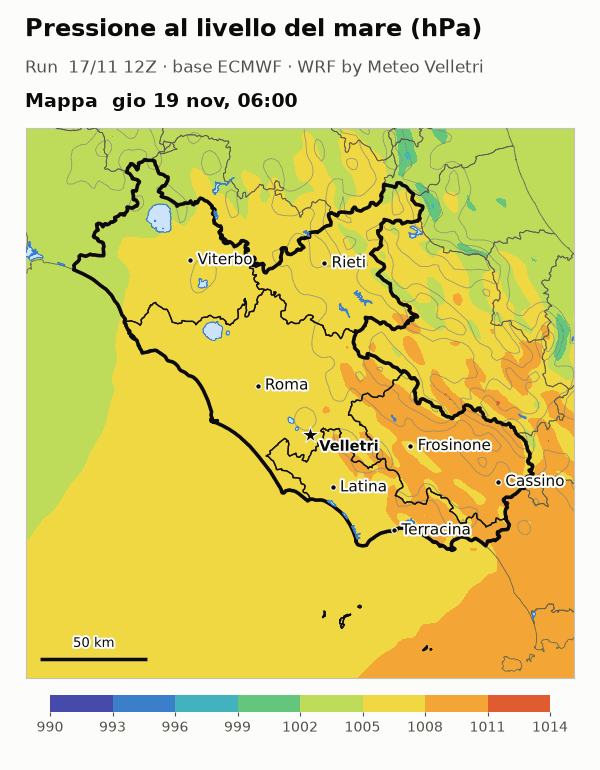 Pressione al livello del mare (hPa)
Run  17/11 12Z · base ECMWF · WRF by Meteo Velletri
Mappa  gio 19 nov, 06:00
Viterbo
Rieti
Roma
Velletri
Frosinone
Latina
Cassino
Terracina
50 km
990 993 996 999 1002 1005 1008 1011 1014